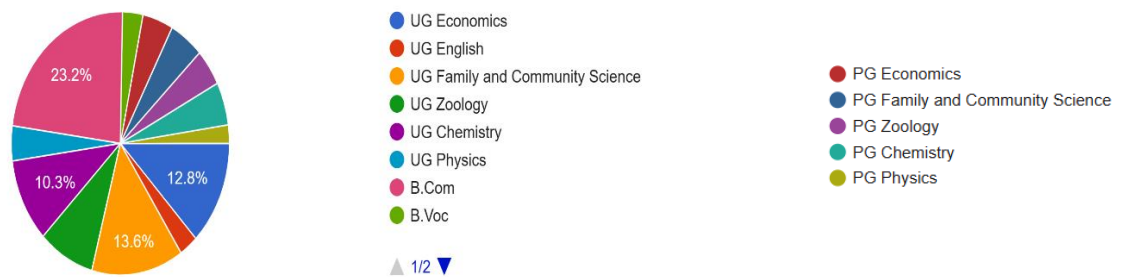 23.2%
10.3%
13.6%
12.8%
UG Economics
UG English
UG Family and Community Science
UG Zoology
UG Chemistry
UG Physics
B.Com
B.Voc
1/2
PG Economics
PG Family and Community Science
PG Zoology
PG Chemistry
PG Physics